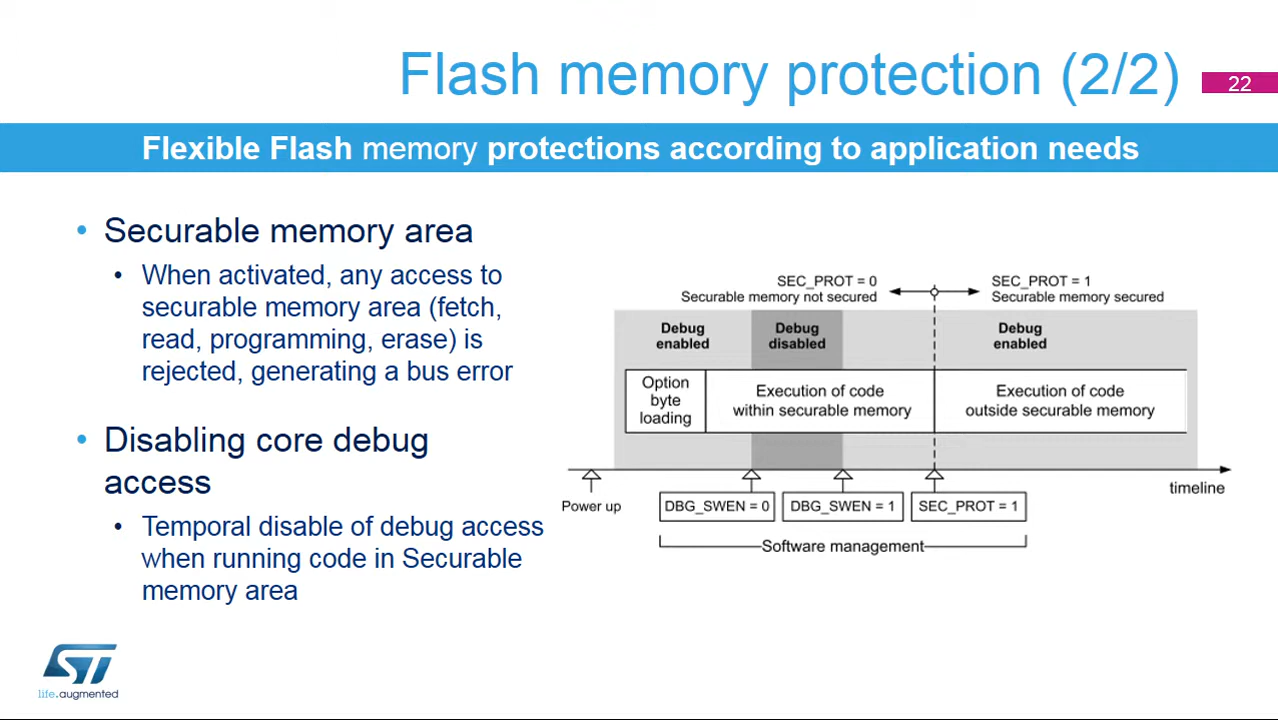 Flash memory protection (2/2)
22
Flexible Flash memory protections according to application needs
• Securable memory area
• When activated, any access to
securable memory area (fetch,
read, programming, erase) is
rejected, generating a bus error
• Disabling core debug
access
• Temporal disable of debug access
when running code in Securable
memory area
SEC_PROT = 0
Securable memory not secured
SEC_PROT = 1
Securable memory secured
Debug
enabled
Debug
disabled
Debug
enabled
Option
byte
loading
Execution of code
within securable memory
Execution of code
outside securable memory
timeline
Power up
DBG_SWEN = 0
DBG_SWEN = 1
SEC_PROT = 1
Software management
ST
life.augmented